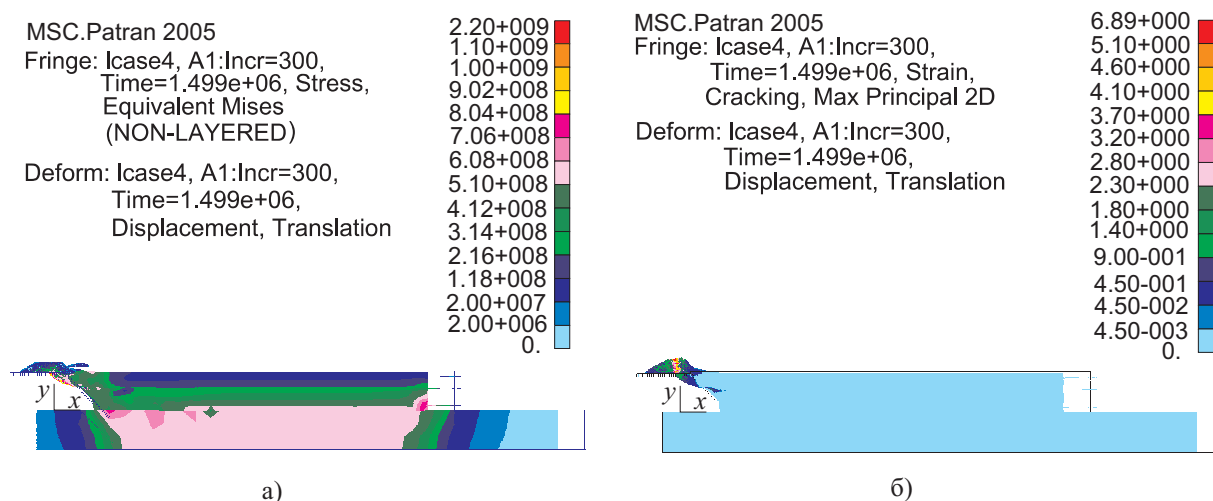 MSC.Patran 2005
Fringe: Icase4, A1:Incr=300,
Time=1.499e+06, Stress,
Equivalent Mises
(NON-LAYERED)
Deform: Icase4, A1:Incr=300,
Time=1.499e+06,
Displacement, Translation
2.20+009
1.10+009
1.00+009
9.02+008
8.04+008
7.06+008
6.08+008
5.10+008
4.12+008
3.14+008
2.16+008
1.18+008
2.00+007
2.00+006
0.
y
x
а)
MSC.Patran 2005
Fringe: Icase4, A1:Incr=300,
Time=1.499e+06, Strain,
Cracking, Max Principal 2D
Deform: Icase4, A1:Incr=300,
Time=1.499e+06,
Displacement, Translation
6.89+000
5.10+000
4.60+000
4.10+000
3.70+000
3.20+000
2.80+000
2.30+000
1.80+000
1.40+000
9.00-001
4.50-001
4.50-002
4.50-003
0.
y
x
б)